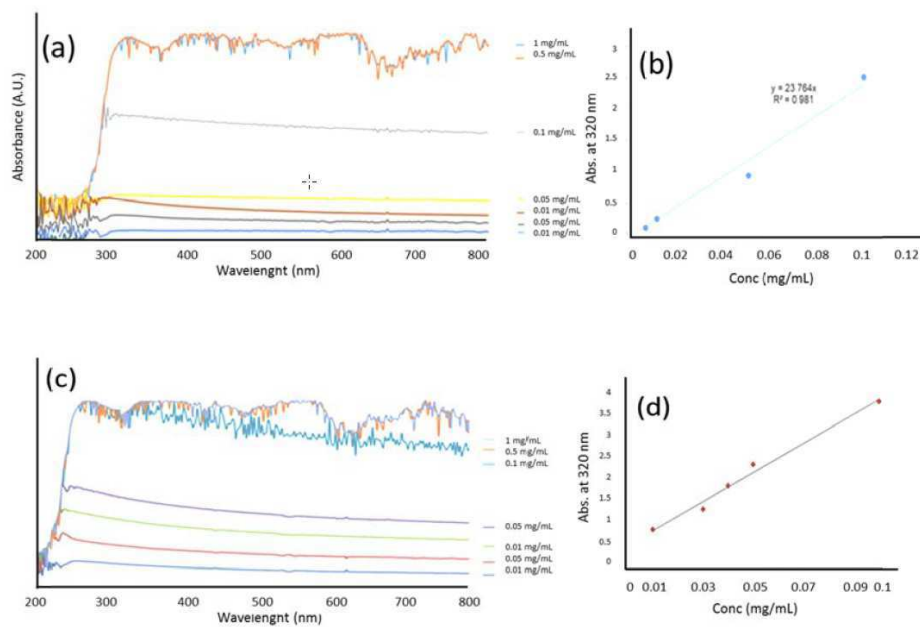 (a)
Absorbance (A.U.)
1 mg/mL
0.5 mg/mL
0.1 mg/mL
0.05 mg/mL
0.01 mg/mL
0.05 mg/mL
0.01 mg/mL
200 300 400 500 600 700 800
Wavelenght (nm)
(b)
Abs. at 320 nm
3
2.5
2
1
0.5
0
y = 23 764x
R² = 0 981
0 0.02 0.04 0.06 0.08 0.10 0.12
Conc (mg/mL)
(c)
1 mg/mL
0.5 mg/mL
0.1 mg/mL
0.05 mg/mL
0.01 mg/mL
0.05 mg/mL
0.01 mg/mL
200 300 400 500 600 700 800
Wavelenght (nm)
(d)
Abs. at 320 nm
4
3.5
3
2.5
2
1.5
1
0.5
0
0 0.01 0.03 0.05 0.09 0.1
Conc (mg/mL)